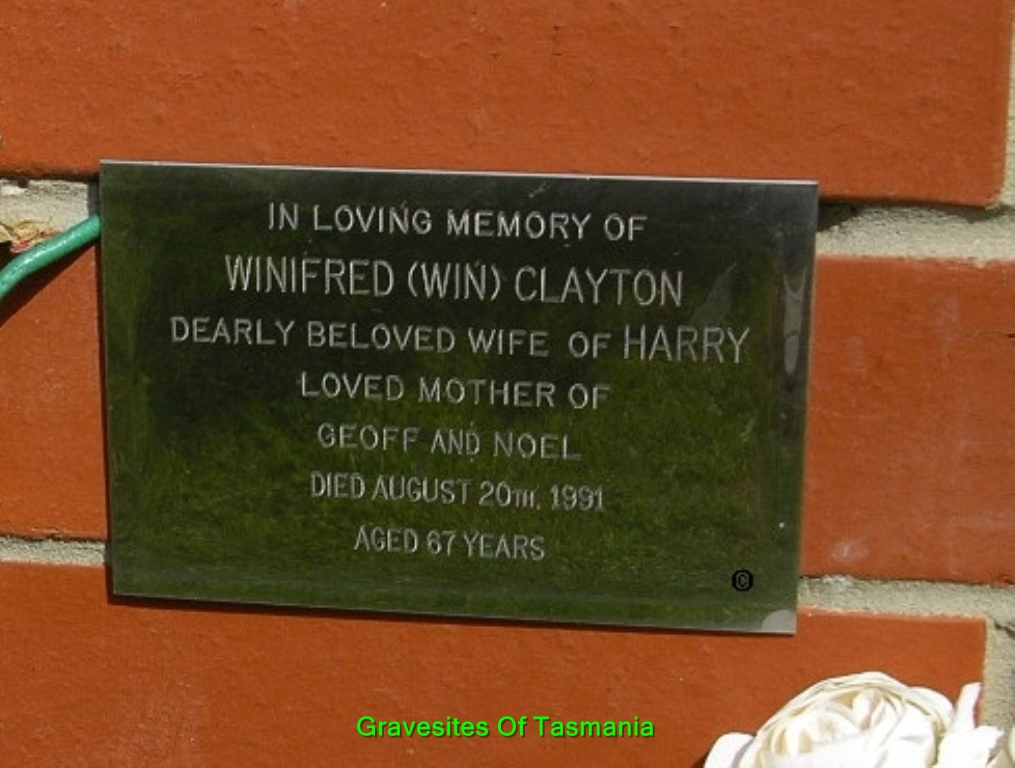 IN LOVING MEMORY OF
WINIFRED (WIN) CLAYTON
DEARLY BELOVED WIFE OF HARRY
LOVED MOTHER OF
GEOFF AND NOEL
DIED AUGUST 20TH, 1991
AGED 67 YEARS
©
Gravesites Of Tasmania